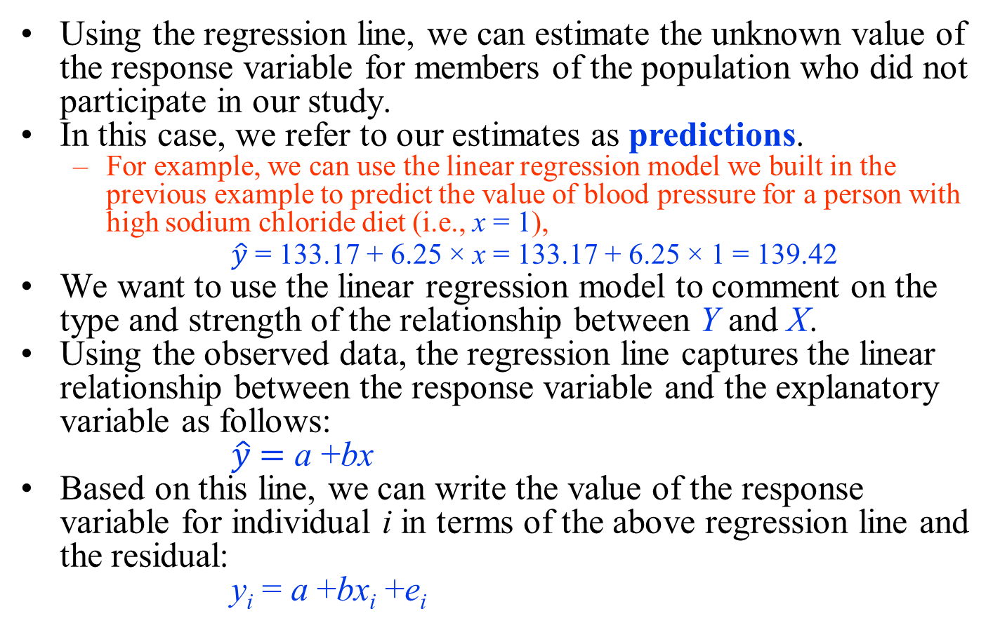 • Using the regression line, we can estimate the unknown value of
the response variable for members of the population who did not
participate in our study.
• In this case, we refer to our estimates as predictions.
– For example, we can use the linear regression model we built in the
previous example to predict the value of blood pressure for a person with
high sodium chloride diet (i.e., x = 1),
ŷ = 133.17 + 6.25 × x = 133.17 + 6.25 × 1 = 139.42
• We want to use the linear regression model to comment on the
type and strength of the relationship between Y and X.
• Using the observed data, the regression line captures the linear
relationship between the response variable and the explanatory
variable as follows:
ŷ = a +bx
• Based on this line, we can write the value of the response
variable for individual i in terms of the above regression line and
the residual:
yᵢ = a +bxᵢ +eᵢ